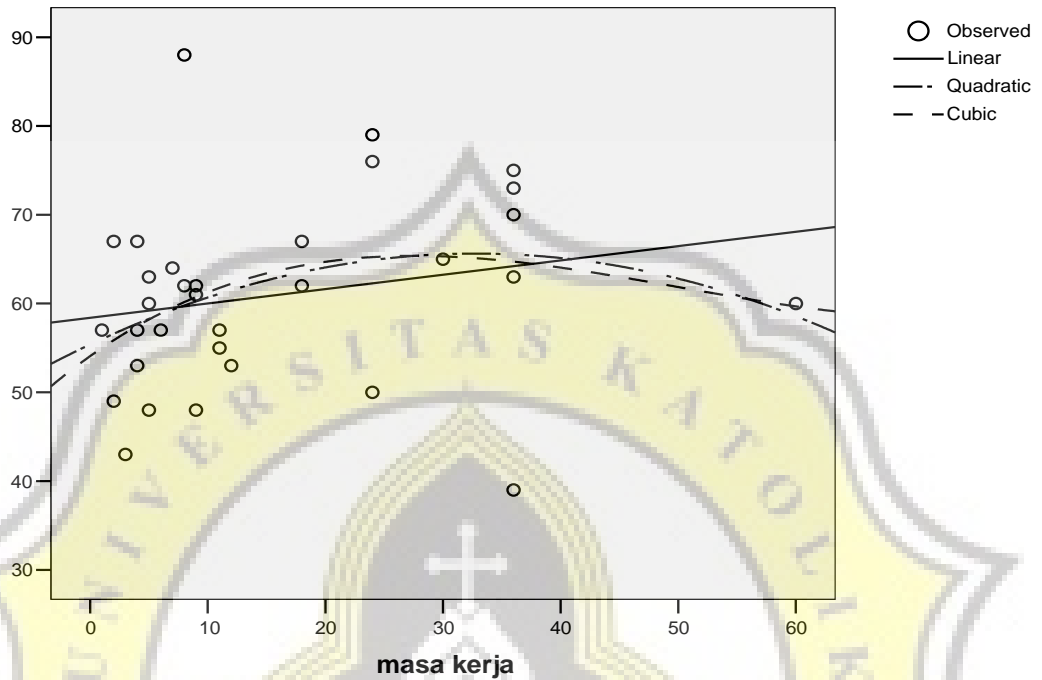 Observed
Linear
Quadratic
Cubic
90
80
70
60
50
40
30
0 10 20 30 40 50 60
masa kerja
UNIVERSITAS KATOLIK